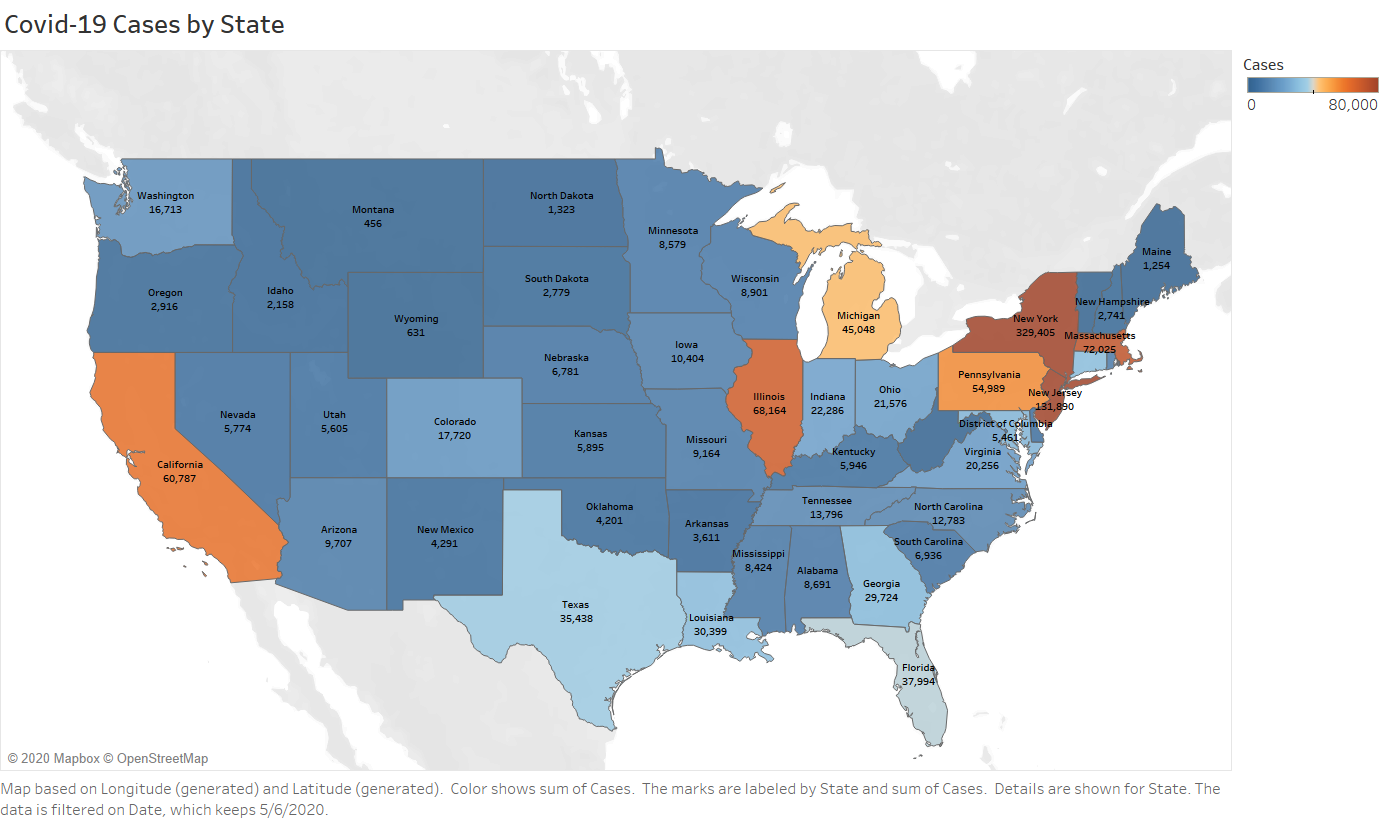 Covid-19 Cases by State
Cases
0 80,000
Washington
16,713
Montana
456
North Dakota
1,323
Minnesota
8,579
Maine
1,254
Oregon
2,916
Idaho
2,158
South Dakota
2,779
Wisconsin
8,901
New Hampshire
2,741
Wyoming
631
Michigan
45,048
New York
329,405
Massachusetts
72,025
Iowa
10,404
Nebraska
6,781
Pennsylvania
54,989
Illinois
68,164
Indiana
22,286
Ohio
21,576
New Jersey
131,890
Nevada
5,774
Utah
5,605
Colorado
17,720
District of Columbia
5,461
Kansas
5,895
Missouri
9,164
Kentucky
5,946
Virginia
20,256
California
60,787
Tennessee
13,796
North Carolina
12,783
Oklahoma
4,201
Arizona
9,707
New Mexico
4,291
Arkansas
3,611
South Carolina
6,936
Mississippi
8,424
Alabama
8,691
Georgia
29,724
Texas
35,438
Louisiana
30,399
Florida
37,994
© 2020 Mapbox © OpenStreetMap
Map based on Longitude (generated) and Latitude (generated). Color shows sum of Cases. The marks are labeled by State and sum of Cases. Details are shown for State. The
data is filtered on Date, which keeps 5/6/2020.